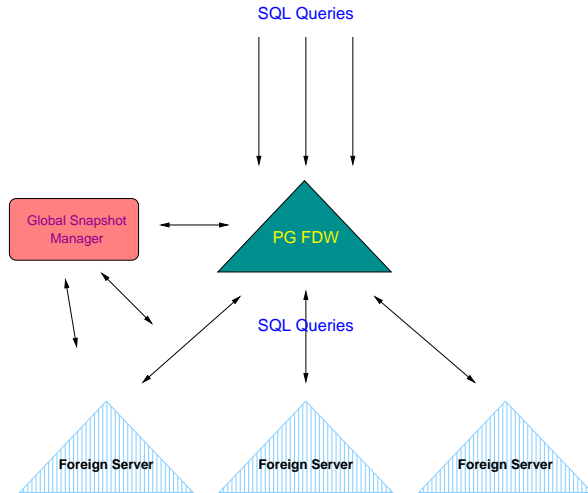 SQL Queries
Global Snapshot
Manager
PG FDW
SQL Queries
Foreign Server
Foreign Server
Foreign Server